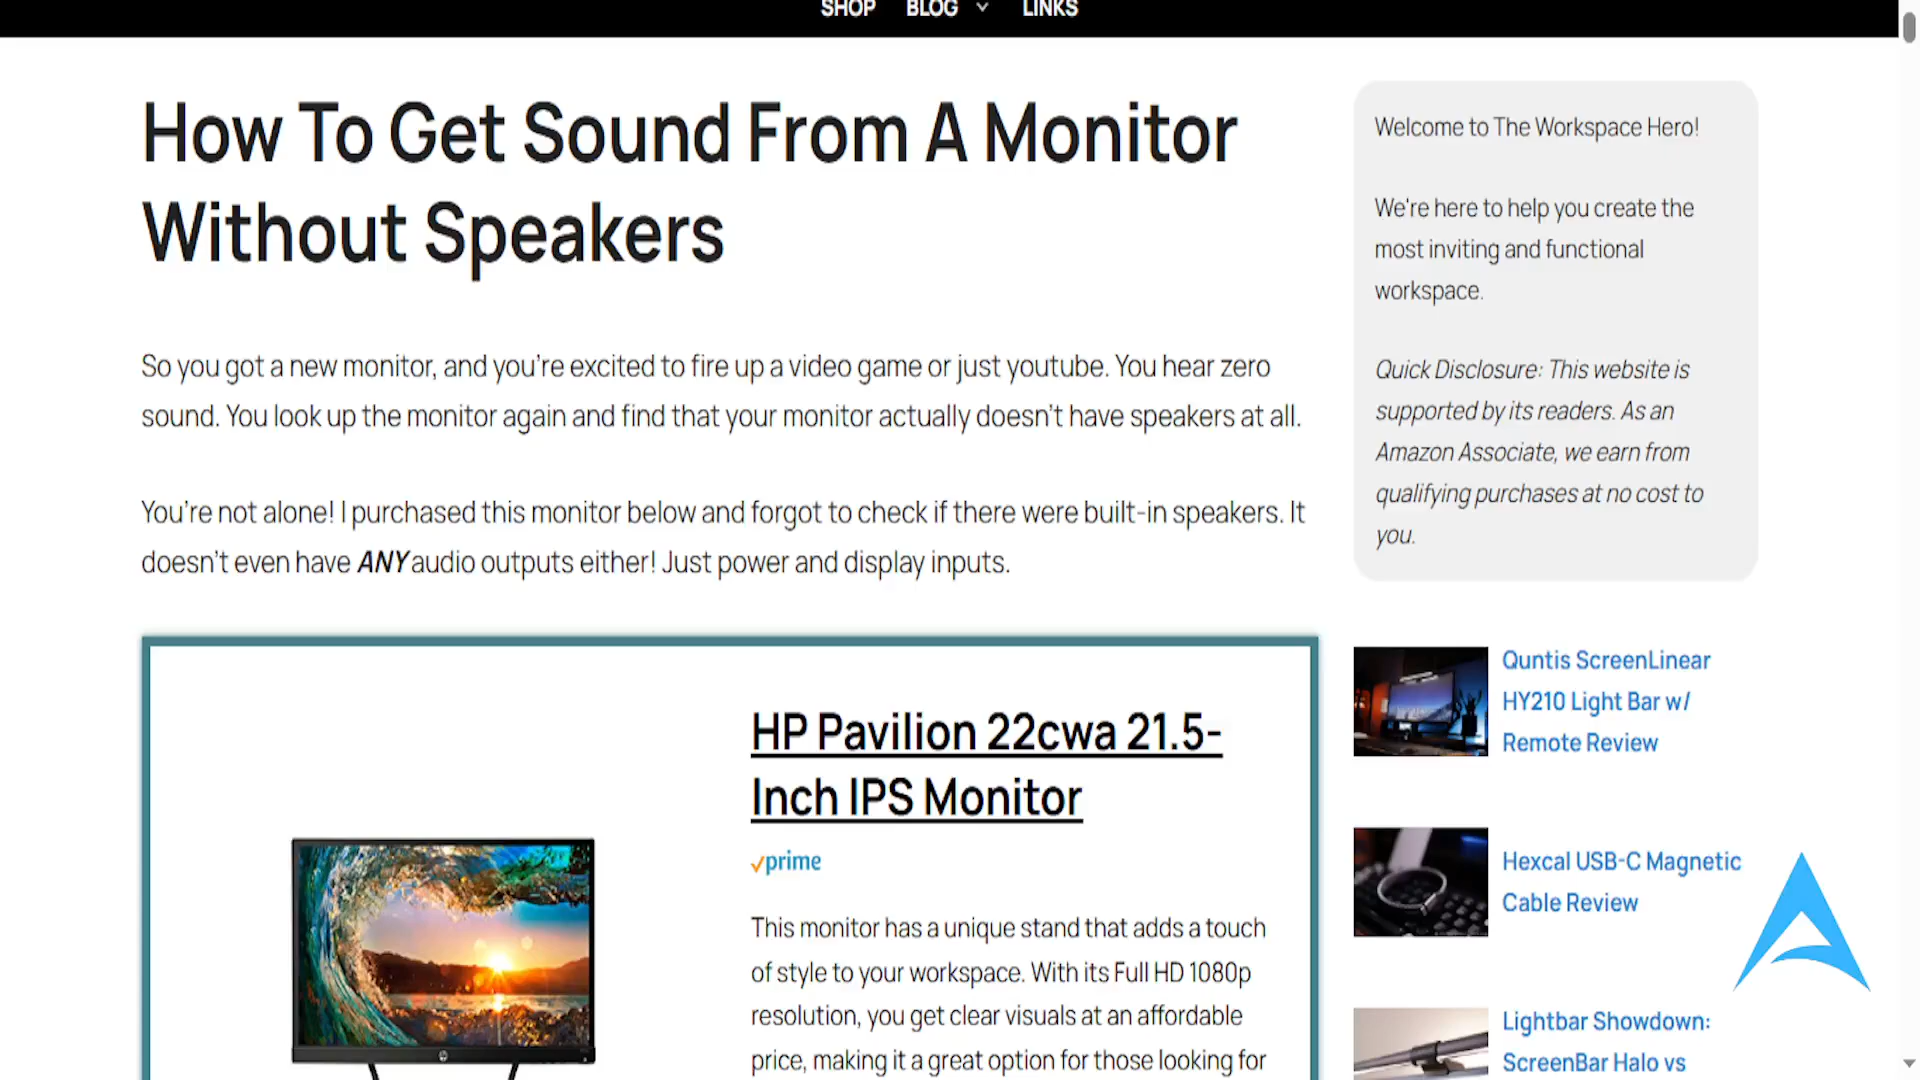 SHOP BLOG LINKS
How To Get Sound From A Monitor
Without Speakers
So you got a new monitor, and you're excited to fire up a video game or just youtube. You hear zero
sound. You look up the monitor again and find that your monitor actually doesn't have speakers at all.
You're not alone! I purchased this monitor below and forgot to check if there were built-in speakers. It
doesn't even have ANY audio outputs either! Just power and display inputs.
HP Pavilion 22cwa 21.5-
Inch IPS Monitor
prime
This monitor has a unique stand that adds a touch
of style to your workspace. With its Full HD 1080p
resolution, you get clear visuals at an affordable
price, making it a great option for those looking for
Welcome to The Workspace Hero!
We're here to help you create the
most inviting and functional
workspace.
Quick Disclosure: This website is
supported by its readers. As an
Amazon Associate, we earn from
qualifying purchases at no cost to
you.
Quntis ScreenLinear
HY210 Light Bar w/
Remote Review
Hexcal USB-C Magnetic
Cable Review
Lightbar Showdown:
ScreenBar Halo vs